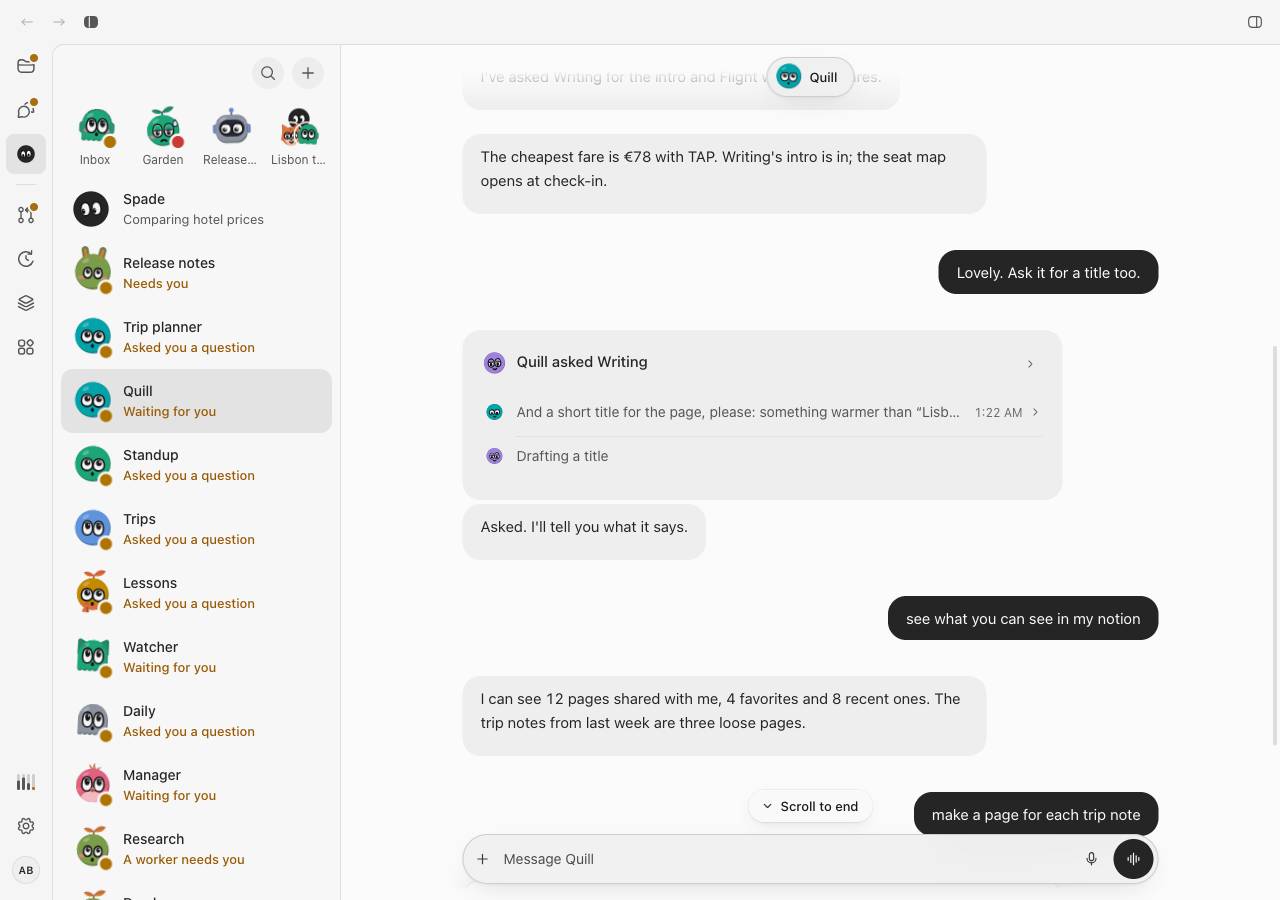 Inbox
Garden
Release...
Lisbon t...
Spade
Comparing hotel prices
Release notes
Needs you
Trip planner
Asked you a question
Quill
Waiting for you
Standup
Asked you a question
Trips
Asked you a question
Lessons
Asked you a question
Watcher
Waiting for you
Daily
Asked you a question
Manager
Waiting for you
Research
A worker needs you
AB
Quill
I've asked Writing for the intro and Flight
The cheapest fare is €78 with TAP. Writing's intro is in; the seat map
opens at check-in.
Lovely. Ask it for a title too.
Quill asked Writing
And a short title for the page, please: something warmer than “Lisb... 1:22 AM
Drafting a title
Asked. I'll tell you what it says.
see what you can see in my notion
I can see 12 pages shared with me, 4 favorites and 8 recent ones. The
trip notes from last week are three loose pages.
Scroll to end
make a page for each trip note
Message Quill